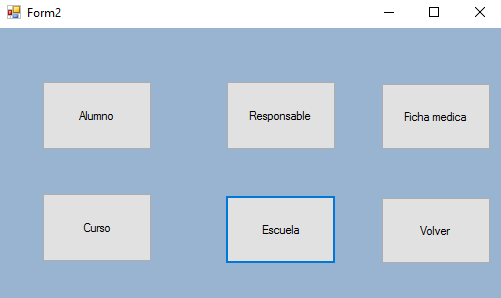 Form2
Alumno
Responsable
Ficha medica
Curso
Escuela
Volver